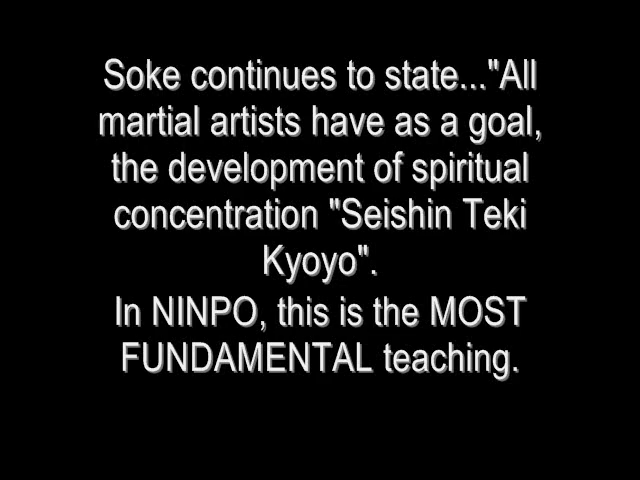 Soke continues to state..."All
martial artists have as a goal,
the development of spiritual
concentration "Seishin Teki
Kyoyo".
In NINPO, this is the MOST
FUNDAMENTAL teaching.